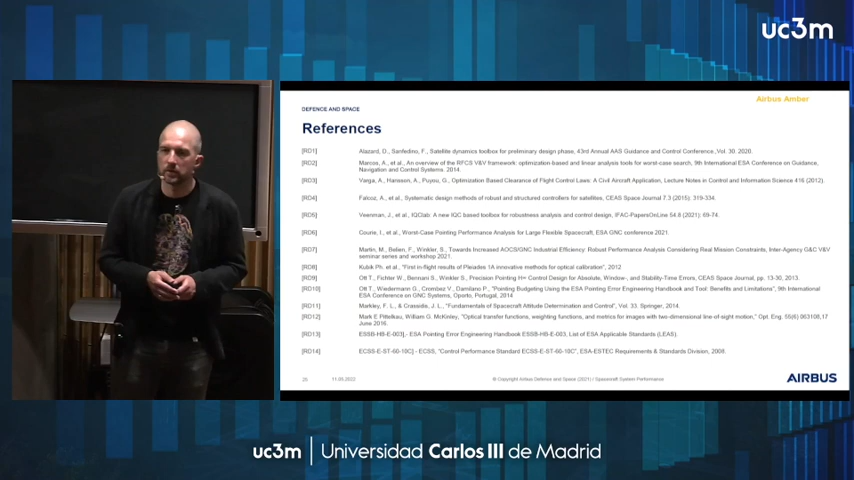 uc3m
Airbus Amber
DEFENCE AND SPACE
References
[RD1] Alazard, D., Sanfedino, F., Satellite dynamics toolbox for preliminary design phase, 43rd Annual AAS Guidance and Control Conference, Vol. 30. 2020.
[RD2] Marcos, A., et al., An overview of the RFCS V&V framework: optimization-based and linear analysis tools for worst-case search, 9th International ESA Conference on Guidance,
Navigation and Control Systems. 2014.
[RD3] Varga, A., Hansson, A., Puyou, G., Optimization Based Clearance of Flight Control Laws: A Civil Aircraft Application, Lecture Notes in Control and Information Science 416 (2012).
[RD4] Falcoz, A., et al., Systematic design methods of robust and structured controllers for satellites, CEAS Space Journal 7.3 (2015): 319-334.
[RD5] Veenman, J., et al., IQClab: A new IQC based toolbox for robustness analysis and control design, IFAC-PapersOnLine 54.8 (2021): 69-74.
[RD6] Courie, I., et al., Worst-Case Pointing Performance Analysis for Large Flexible Spacecraft, ESA GNC conference 2021.
[RD7] Martin, M., Belien, F., Winkler, S., Towards Increased AOCS/GNC Industrial Efficiency: Robust Performance Analysis Considering Real Mission Constraints, Inter-Agency G&C V&V
seminar series and workshop 2021.
[RD8] Kubik Ph. et al., "First in-flight results of Pleiades 1A innovative methods for optical calibration", 2012
[RD9] Ott T., Fichter W., Bennani S., Winkler S., Precision Pointing H∞ Control Design for Absolute, Window-, and Stability-Time Errors, CEAS Space Journal, pp. 13-30, 2013.
[RD10] Ott T., Wiedermann G., Crombez V., Damilano P., "Pointing Budgeting Using the ESA Pointing Error Engineering Handbook and Tool: Benefits and Limitations", 9th International
ESA Conference on GNC Systems, Oporto, Portugal, 2014
[RD11] Markley, F. L. & Crassidis, J. L., "Fundamentals of Spacecraft Attitude Determination and Control", Vol. 33. Springer, 2014.
[RD12] Mark E Pittelkau, William G. McKinley, "Optical transfer functions, weighting functions, and metrics for images with two-dimensional line-of-sight motion," Opt. Eng. 55(6) 063108, 17
June 2016.
[RD13] ESSB-HB-E-003] - ESA Pointing Error Engineering Handbook ESSB-HB-E-003, List of ESA Applicable Standards (LEAS).
[RD14] ECSS-E-ST-60-10C] - ECSS, "Control Performance Standard ECSS-E-ST-60-10C", ESA-ESTEC Requirements & Standards Division, 2008.
11.05.2022
© Copyright Airbus Defence and Space (2021) / Spacecraft System Performance
AIRBUS
uc3m | Universidad Carlos III de Madrid